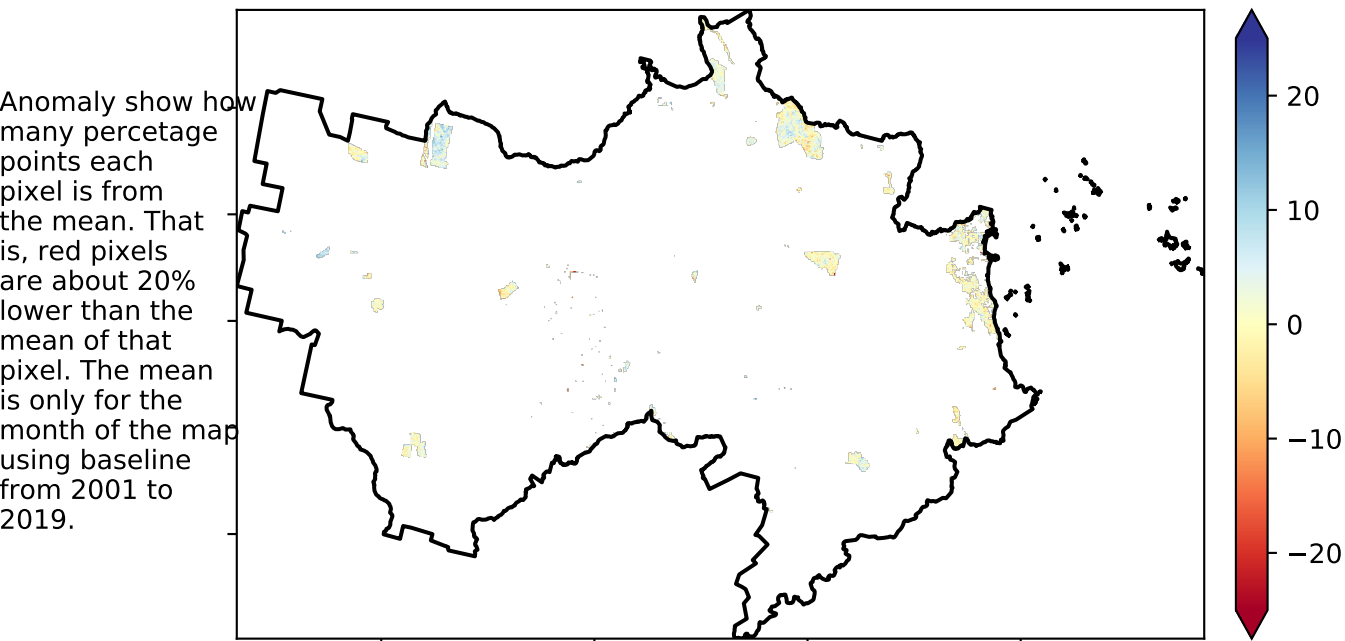 Anomaly show how
many percetage
points each
pixel is from
the mean. That
is, red pixels
are about 20%
lower than the
mean of that
pixel. The mean
is only for the
month of the map
using baseline
from 2001 to
2019.
20
10
0
−10
−20